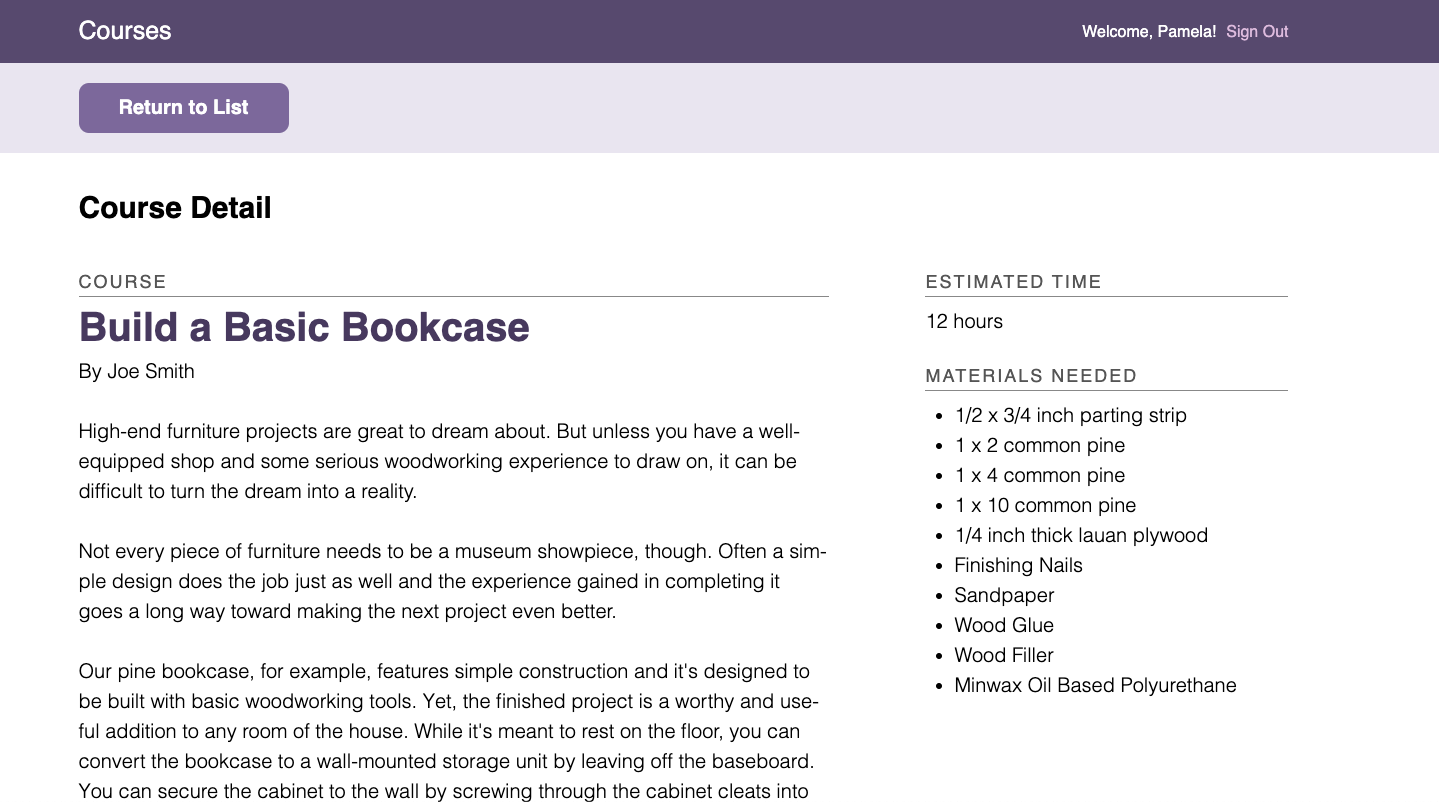 Courses
Welcome, Pamela! Sign Out
Return to List
Course Detail
COURSE
Build a Basic Bookcase
By Joe Smith
High-end furniture projects are great to dream about. But unless you have a well-
equipped shop and some serious woodworking experience to draw on, it can be
difficult to turn the dream into a reality.
Not every piece of furniture needs to be a museum showpiece, though. Often a sim-
ple design does the job just as well and the experience gained in completing it
goes a long way toward making the next project even better.
Our pine bookcase, for example, features simple construction and it's designed to
be built with basic woodworking tools. Yet, the finished project is a worthy and use-
ful addition to any room of the house. While it's meant to rest on the floor, you can
convert the bookcase to a wall-mounted storage unit by leaving off the baseboard.
You can secure the cabinet to the wall by screwing through the cabinet cleats into
ESTIMATED TIME
12 hours
MATERIALS NEEDED
• 1/2 x 3/4 inch parting strip
• 1 x 2 common pine
• 1 x 4 common pine
• 1 x 10 common pine
• 1/4 inch thick lauan plywood
• Finishing Nails
• Sandpaper
• Wood Glue
• Wood Filler
• Minwax Oil Based Polyurethane